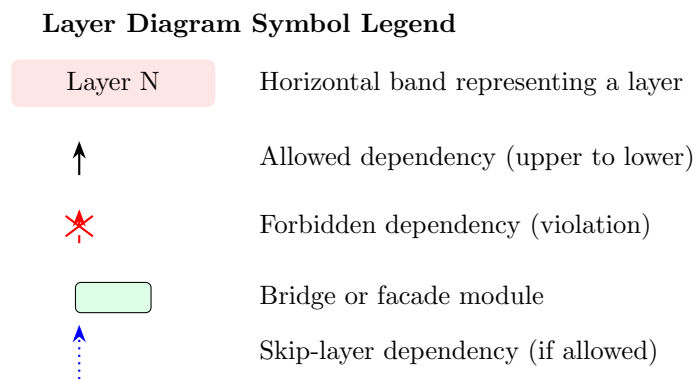 Layer Diagram Symbol Legend
Layer N
Horizontal band representing a layer
Allowed dependency (upper to lower)
Forbidden dependency (violation)
Bridge or facade module
Skip-layer dependency (if allowed)